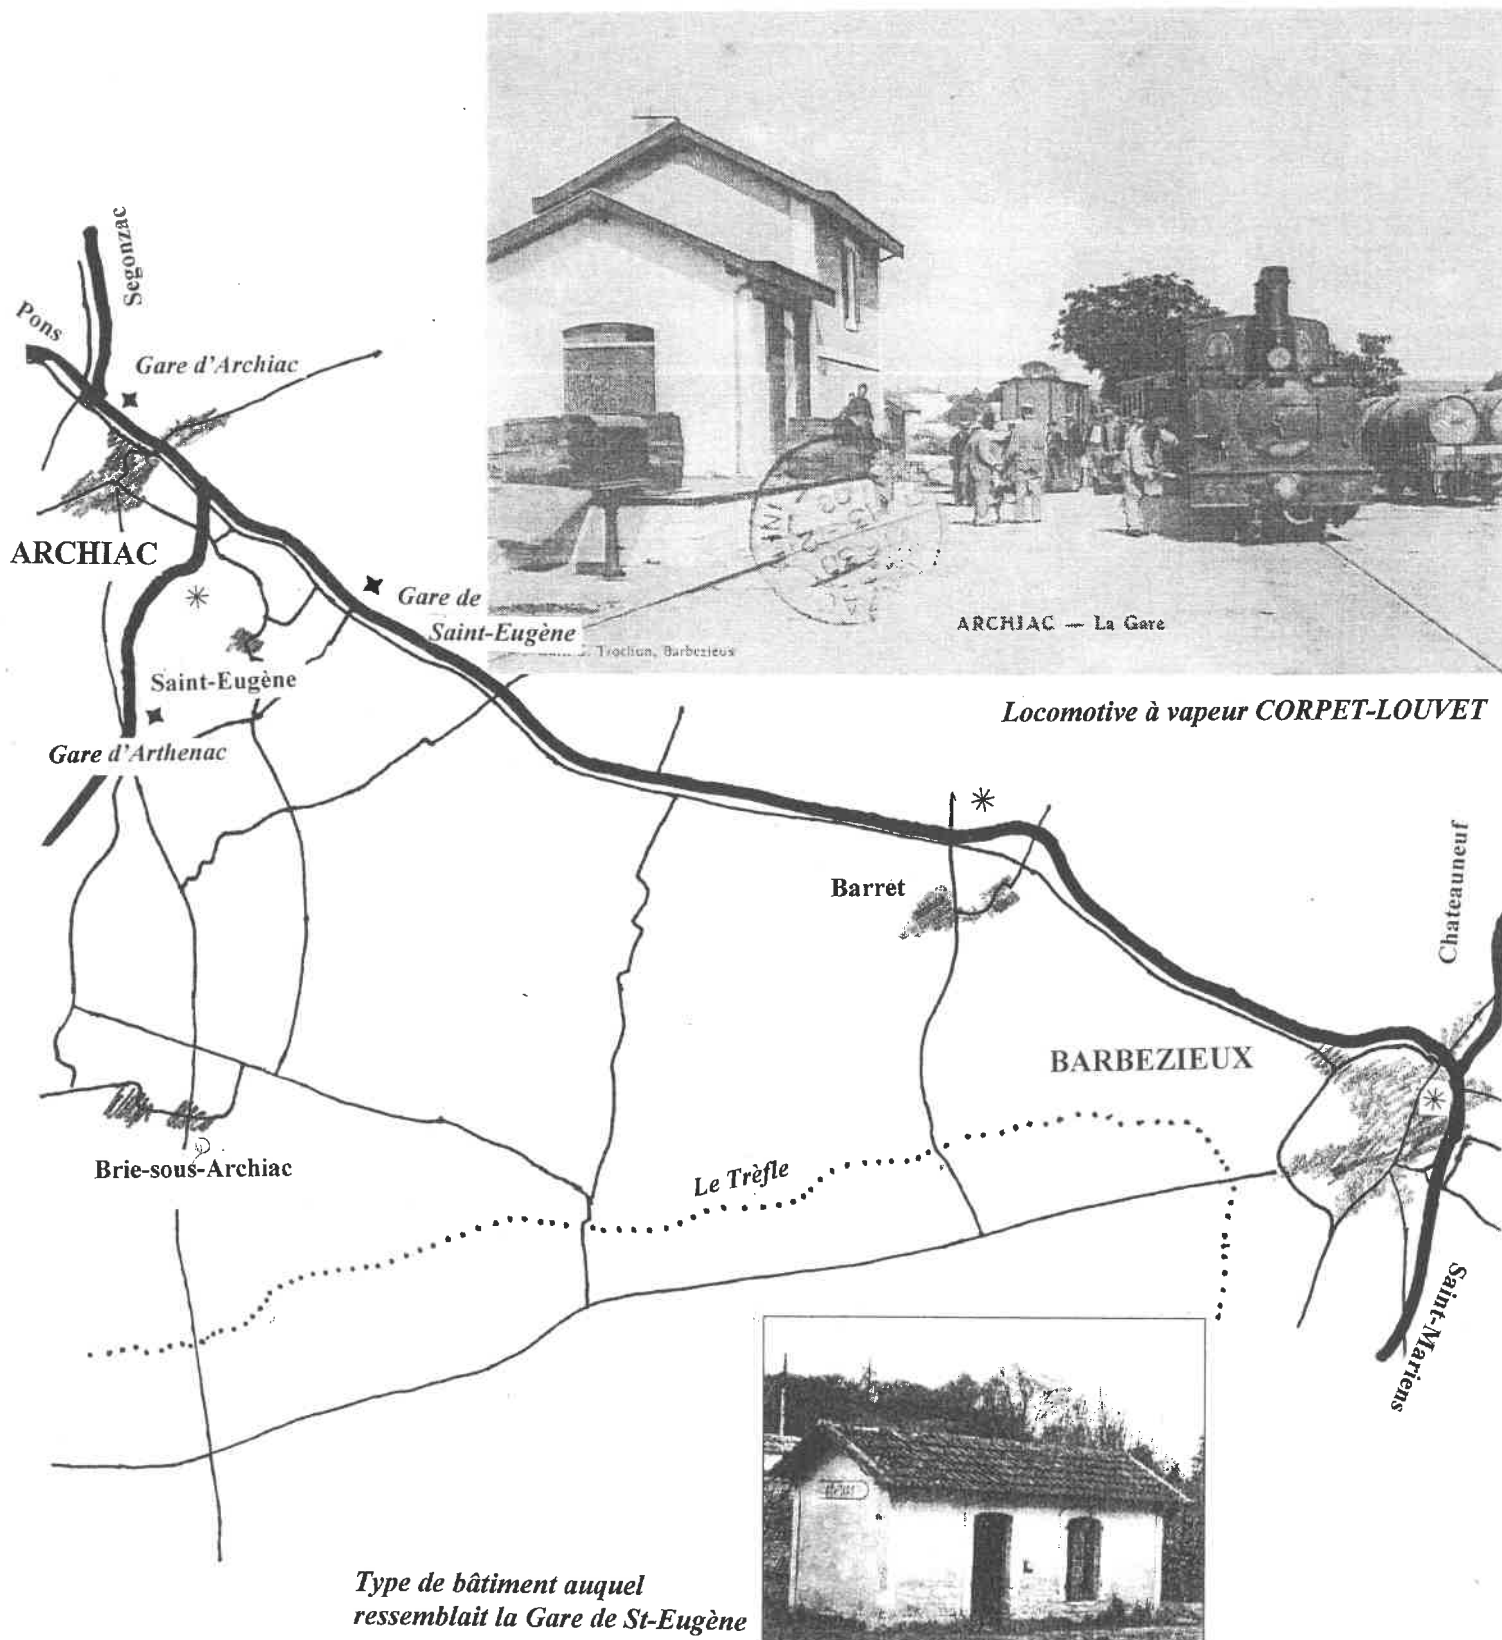 Segonzac
Pons
Gare d'Archiac
ARCHIAC
Gare de
Saint-Eugène
ARCHIAC — La Gare
Trochon, Barbezieux
Saint-Eugène
Locomotive à vapeur CORPET-LOUVET
Gare d'Arthenac
Barret
Chateauneuf
BARBEZIEUX
Brie-sous-Archiac
Le Trèfle
Saint-Mariens
Type de bâtiment auquel
ressemblait la Gare de St-Eugène